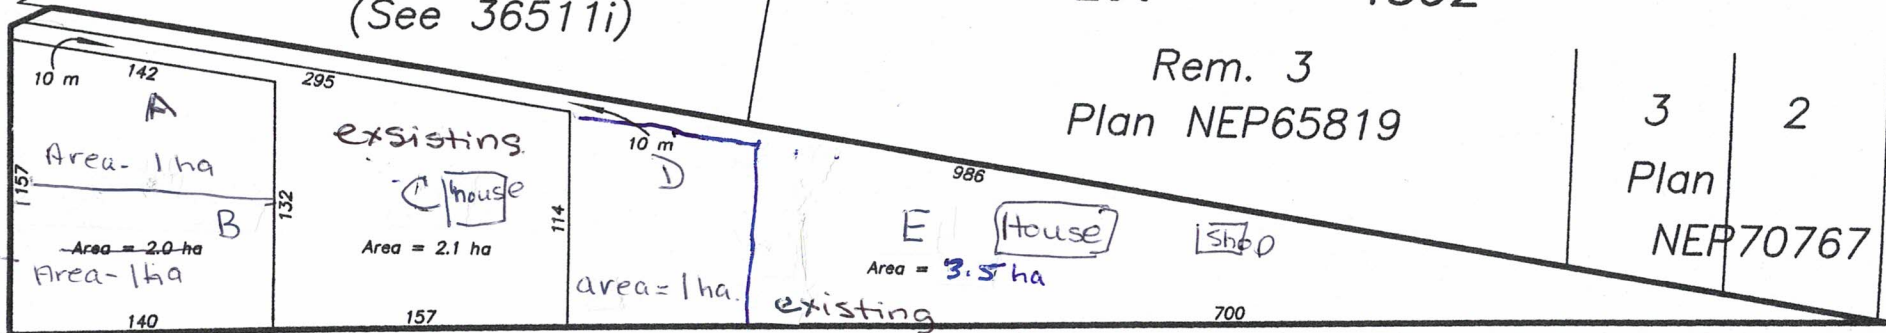 (See 36511i)
Rem. 3
Plan NEP65819
3
2
Plan
NEP70767
10 m
142
295
A
Area- 1 ha
157
B
132
Area = 2.0 ha
Area-1ha
140
exsisting
C house
Area = 2.1 ha
114
157
10 m
D
area=1ha.
986
E
House
Shop
Area = 3.5 ha
existing
700